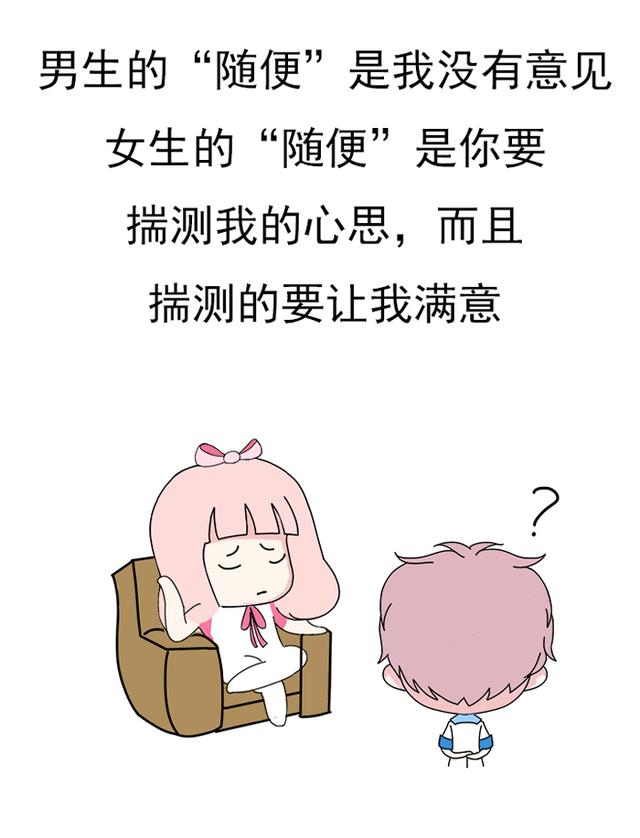 男生的“随便”是我没有意见
女生的“随便”是你要
揣测我的心思，而且
揣测的要让我满意
?